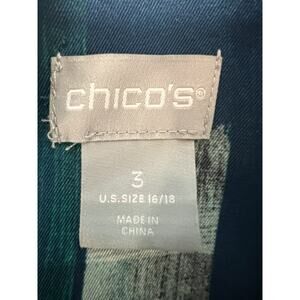 chico's®
3
U.S. SIZE 16/18
MADE IN
CHINA